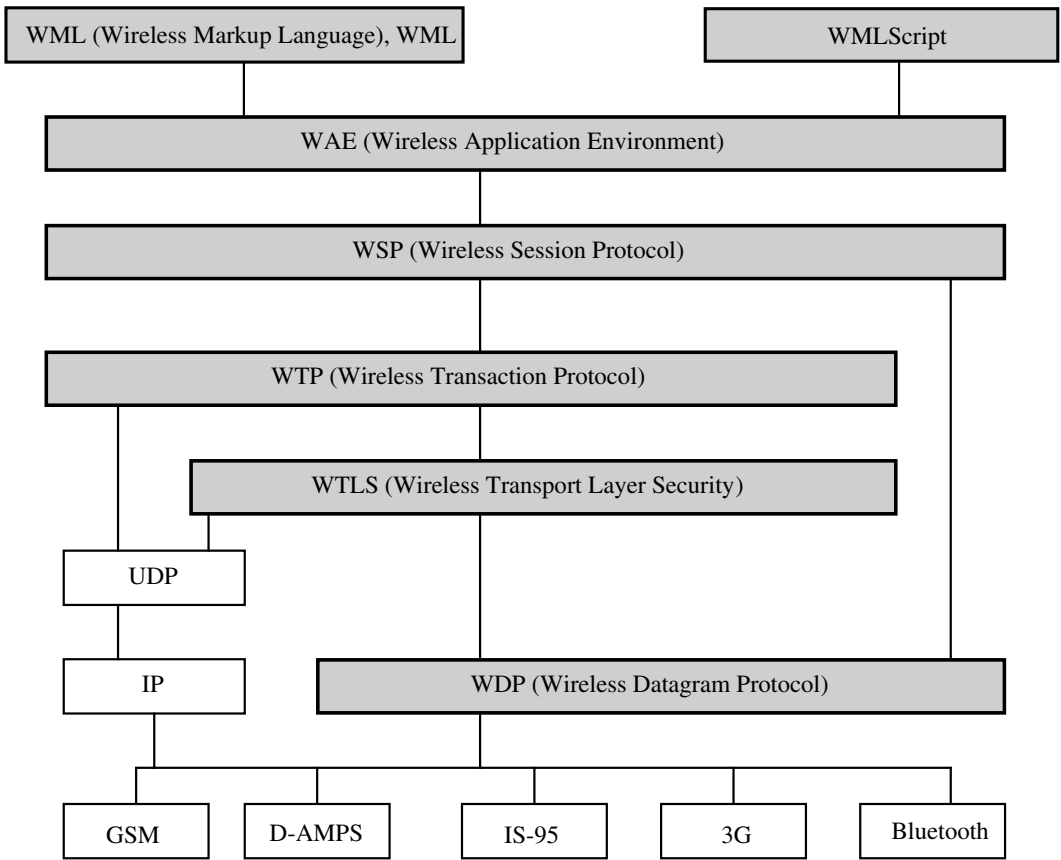 WML (Wireless Markup Language), WML
WMLScript
WAE (Wireless Application Environment)
WSP (Wireless Session Protocol)
WTP (Wireless Transaction Protocol)
WTLS (Wireless Transport Layer Security)
UDP
IP
WDP (Wireless Datagram Protocol)
GSM
D-AMPS
IS-95
3G
Bluetooth